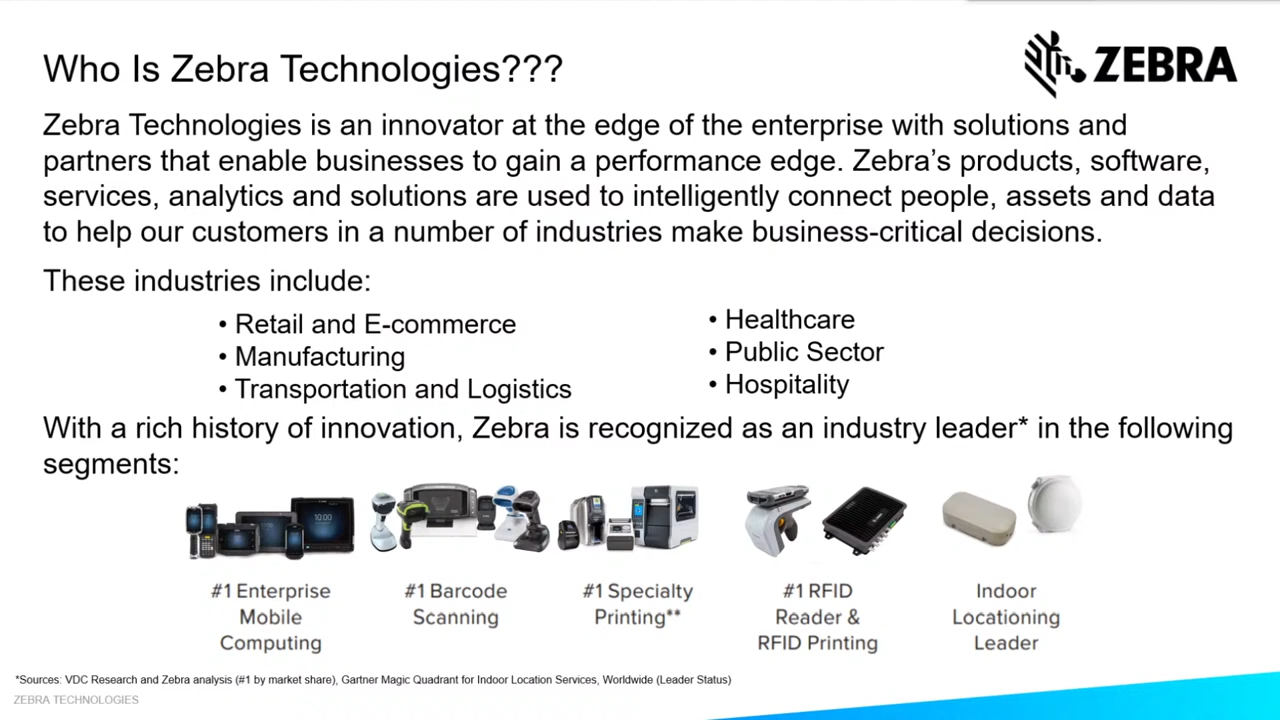 Who Is Zebra Technologies???
ZEBRA
Zebra Technologies is an innovator at the edge of the enterprise with solutions and
partners that enable businesses to gain a performance edge. Zebra’s products, software,
services, analytics and solutions are used to intelligently connect people, assets and data
to help our customers in a number of industries make business-critical decisions.
These industries include:
• Retail and E-commerce
• Manufacturing
• Transportation and Logistics
• Healthcare
• Public Sector
• Hospitality
With a rich history of innovation, Zebra is recognized as an industry leader* in the following
segments:
10:00
#1 Enterprise
Mobile
Computing
#1 Barcode
Scanning
#1 Specialty
Printing**
#1 RFID
Reader &
RFID Printing
Indoor
Locationing
Leader
*Sources: VDC Research and Zebra analysis (#1 by market share), Gartner Magic Quadrant for Indoor Location Services, Worldwide (Leader Status)
ZEBRA TECHNOLOGIES